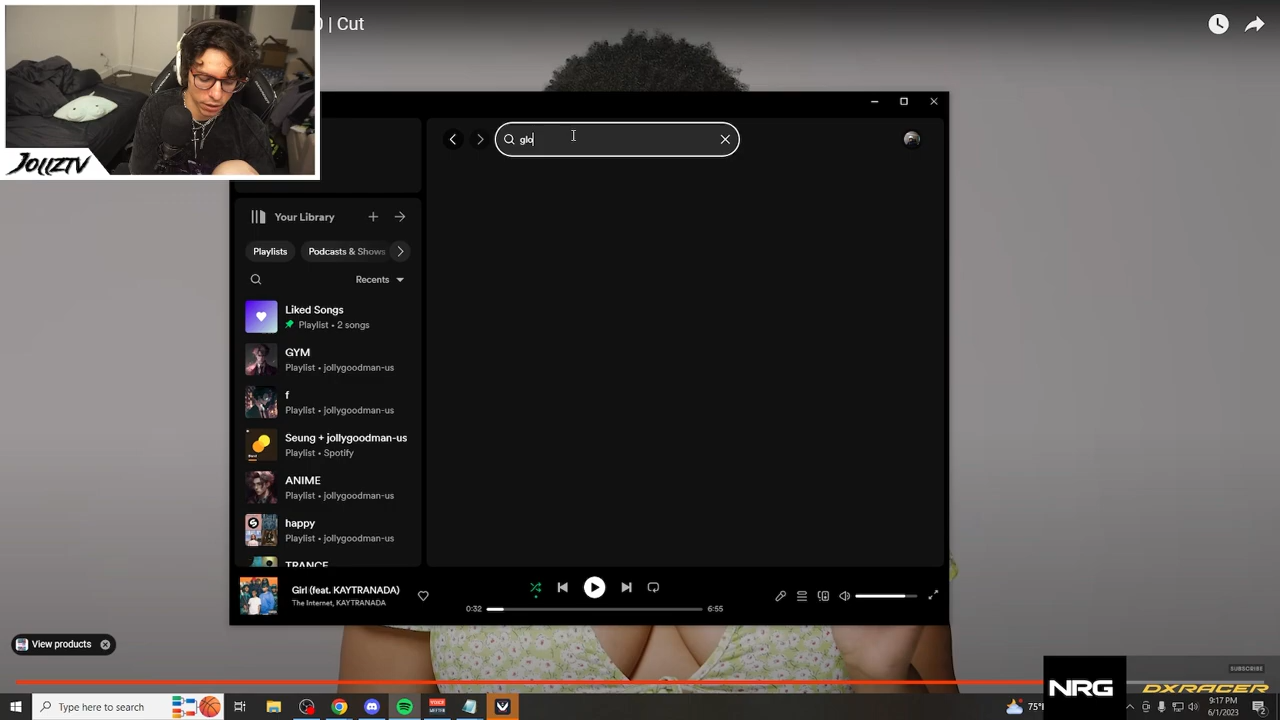 0 | Cut
JOLLZTV
glo
Your Library
Playlists
Podcasts & Shows
Recents
Liked Songs
Playlist • 2 songs
GYM
Playlist • jollygoodman-us
f
Playlist • jollygoodman-us
Seung + jollygoodman-us
Playlist • Spotify
ANIME
Playlist • jollygoodman-us
happy
Playlist • jollygoodman-us
TRANCE
Girl (feat. KAYTRANADA)
The Internet, KAYTRANADA
0:32
6:55
View products
SUBSCRIBE
NRG
DXRACER
Type here to search
75°F
9:17 PM
6/1/2023